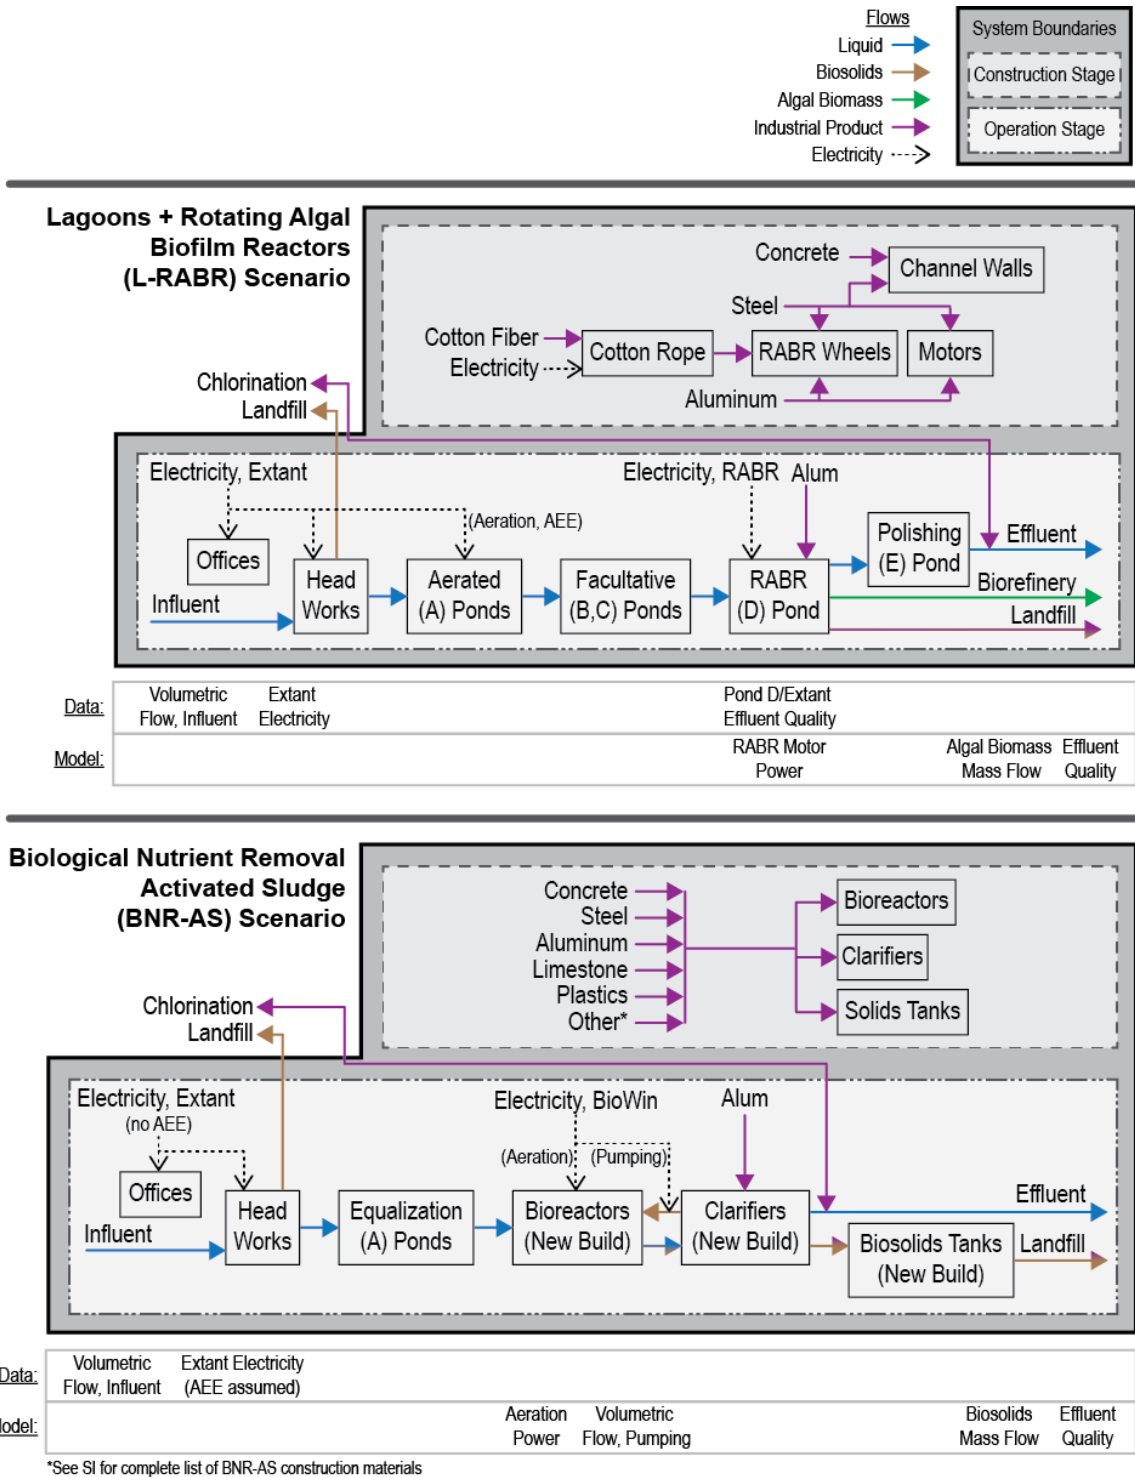 Flows
Liquid
Biosolids
Algal Biomass
Industrial Product
Electricity
System Boundaries
Construction Stage
Operation Stage
Lagoons + Rotating Algal
Biofilm Reactors
(L-RABR) Scenario
Concrete
Channel Walls
Steel
Cotton Fiber
Electricity
Cotton Rope
RABR Wheels
Motors
Aluminum
Chlorination
Landfill
Electricity, Extant
(Aeration, AEE)
Electricity, RABR
Alum
Offices
Head
Works
Influent
Aerated
(A) Ponds
Facultative
(B,C) Ponds
RABR
(D) Pond
Polishing
(E) Pond
Effluent
Biorefinery
Landfill
Data:
Volumetric
Flow, Influent
Extant
Electricity
Pond D/Extant
Effluent Quality
Model:
RABR Motor
Power
Algal Biomass
Mass Flow
Effluent
Quality
Biological Nutrient Removal
Activated Sludge
(BNR-AS) Scenario
Concrete
Steel
Aluminum
Limestone
Plastics
Other*
Bioreactors
Clarifiers
Solids Tanks
Chlorination
Landfill
Electricity, Extant
(no AEE)
Electricity, BioWin
(Aeration)
(Pumping)
Alum
Offices
Head
Works
Influent
Equalization
(A) Ponds
Bioreactors
(New Build)
Clarifiers
(New Build)
Effluent
Biosolids Tanks
(New Build)
Landfill
Data:
Volumetric
Flow, Influent
Extant Electricity
(AEE assumed)
lodel:
Aeration
Power
Volumetric
Flow, Pumping
Biosolids
Mass Flow
Effluent
Quality
*See SI for complete list of BNR-AS construction materials